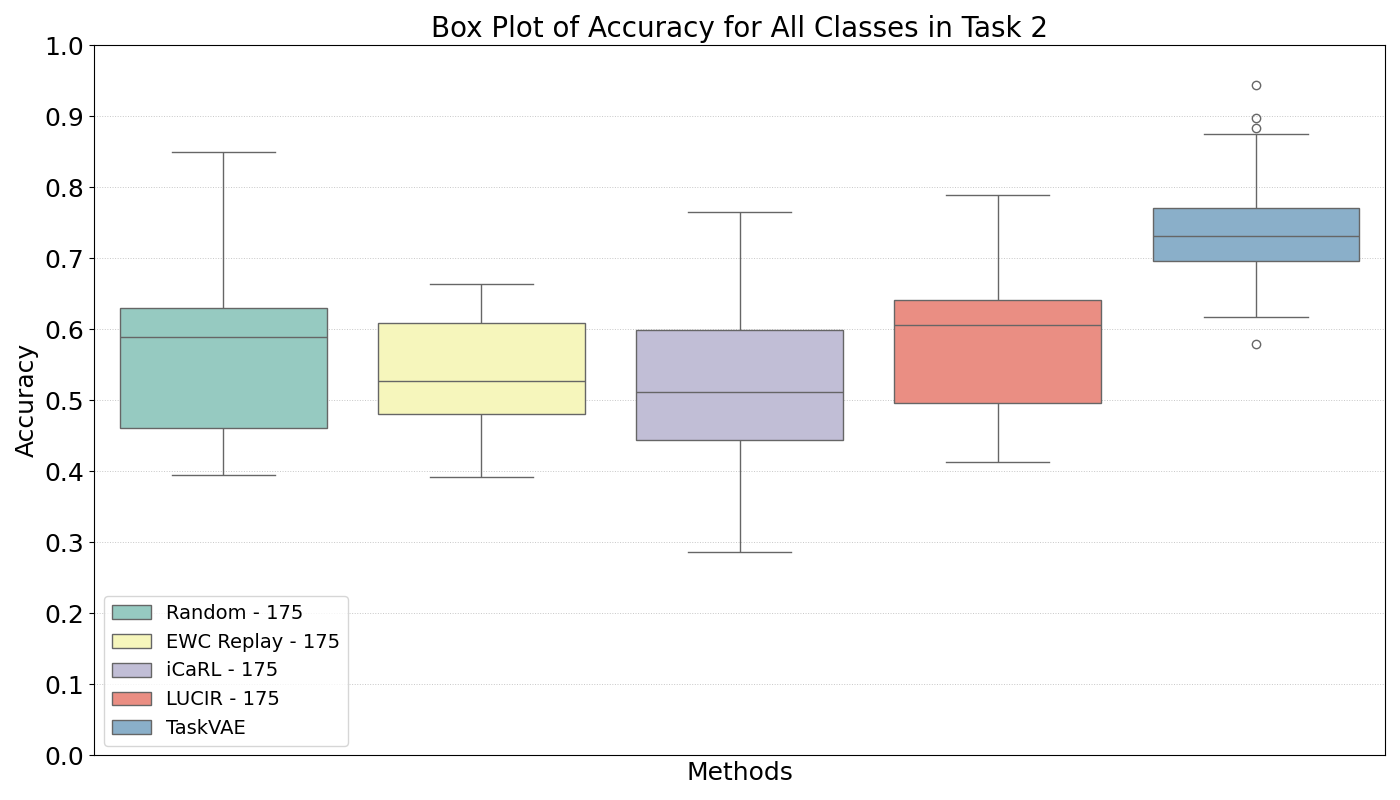 Box Plot of Accuracy for All Classes in Task 2
1.0
0.9
0.8
0.7
0.6
0.5
0.4
0.3
0.2
0.1
0.0
Accuracy
Random - 175
EWC Replay - 175
iCaRL - 175
LUCIR - 175
TaskVAE
Methods